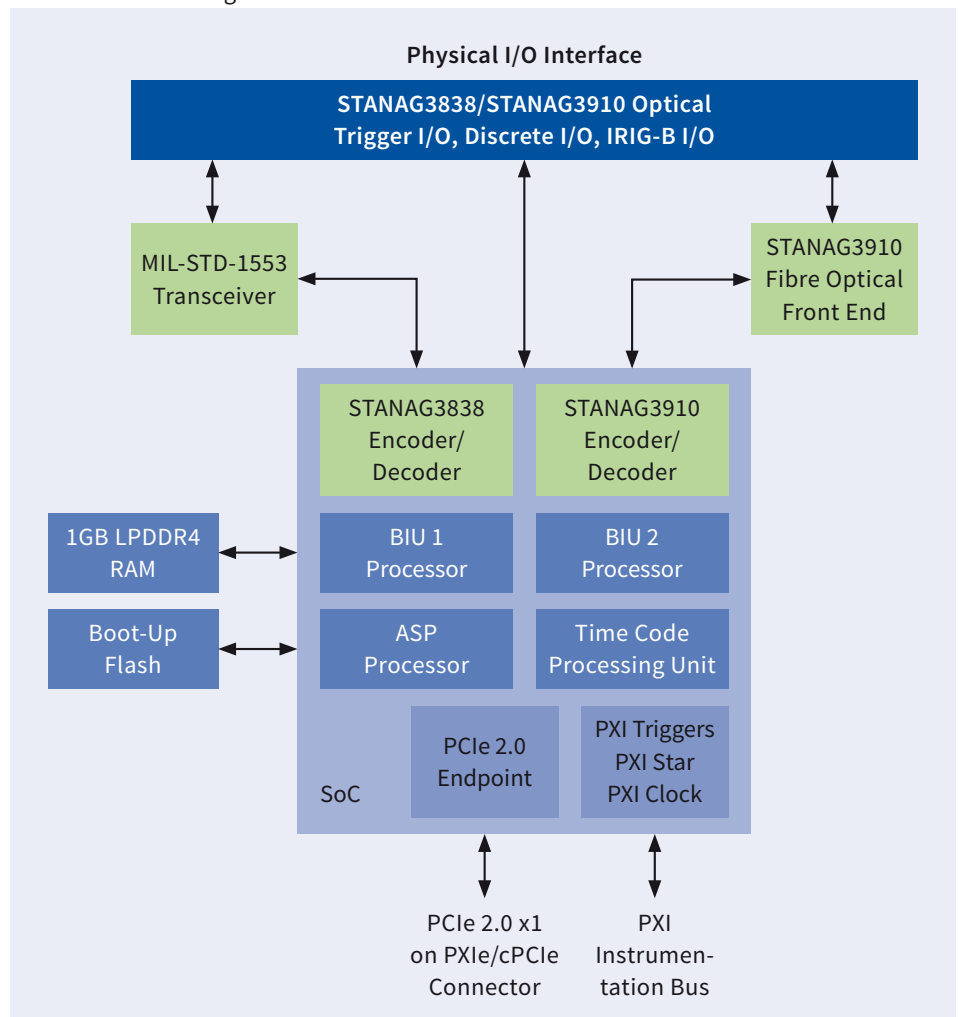 Physical I/O Interface
STANAG3838/STANAG3910 Optical
Trigger I/O, Discrete I/O, IRIG-B I/O
MIL-STD-1553
Transceiver
STANAG3910
Fibre Optical
Front End
STANAG3838
Encoder/
Decoder
STANAG3910
Encoder/
Decoder
1GB LPDDR4
RAM
BIU 1
Processor
BIU 2
Processor
Boot-Up
Flash
ASP
Processor
Time Code
Processing Unit
PCIe 2.0
Endpoint
PXI Triggers
PXI Star
PXI Clock
SoC
PCIe 2.0 x1
on PXIe/cPCIe
Connector
PXI
Instrumen-
tation Bus